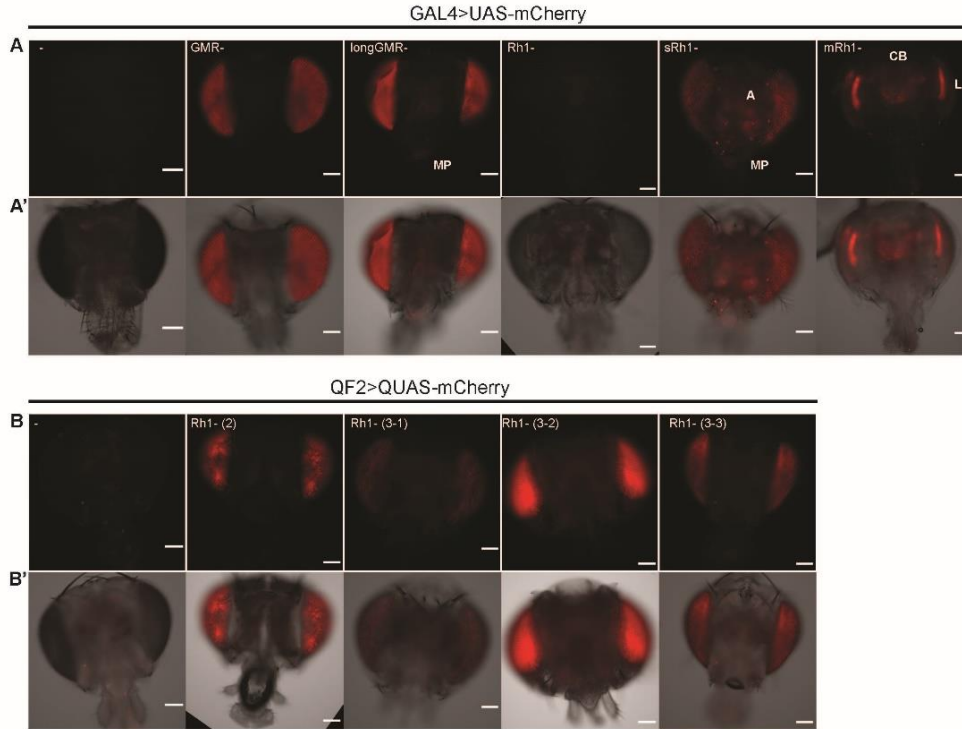 GAL4>UAS-mCherry
A
- GMR- longGMR- Rh1- sRh1- mRh1-
CB
A L
MP MP
A'
QF2>QUAS-mCherry
B
- Rh1- (2) Rh1- (3-1) Rh1- (3-2) Rh1- (3-3)
B'